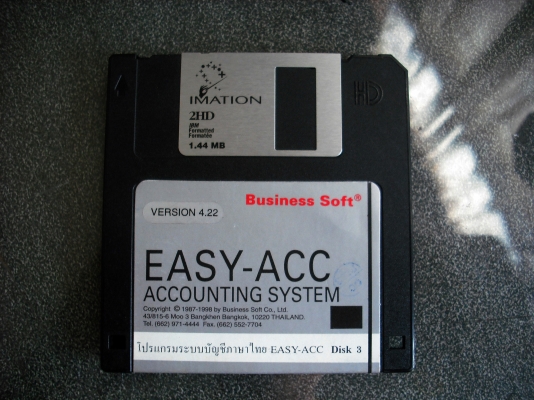 IMATION
2HD
IBM
Formatted
Formatée
1.44 MB
HD
Business Soft®
VERSION 4.22
EASY-ACC
ACCOUNTING SYSTEM
Copyright © 1987-1998 by Business Soft Co., Ltd.
43/815-6 Moo 3 Bangkhen Bangkok, 10220 THAILAND.
Tel. (662) 971-4444 Fax. (662) 552-7704
โปรแกรมระบบบัญชีภาษาไทย EASY-ACC Disk 3